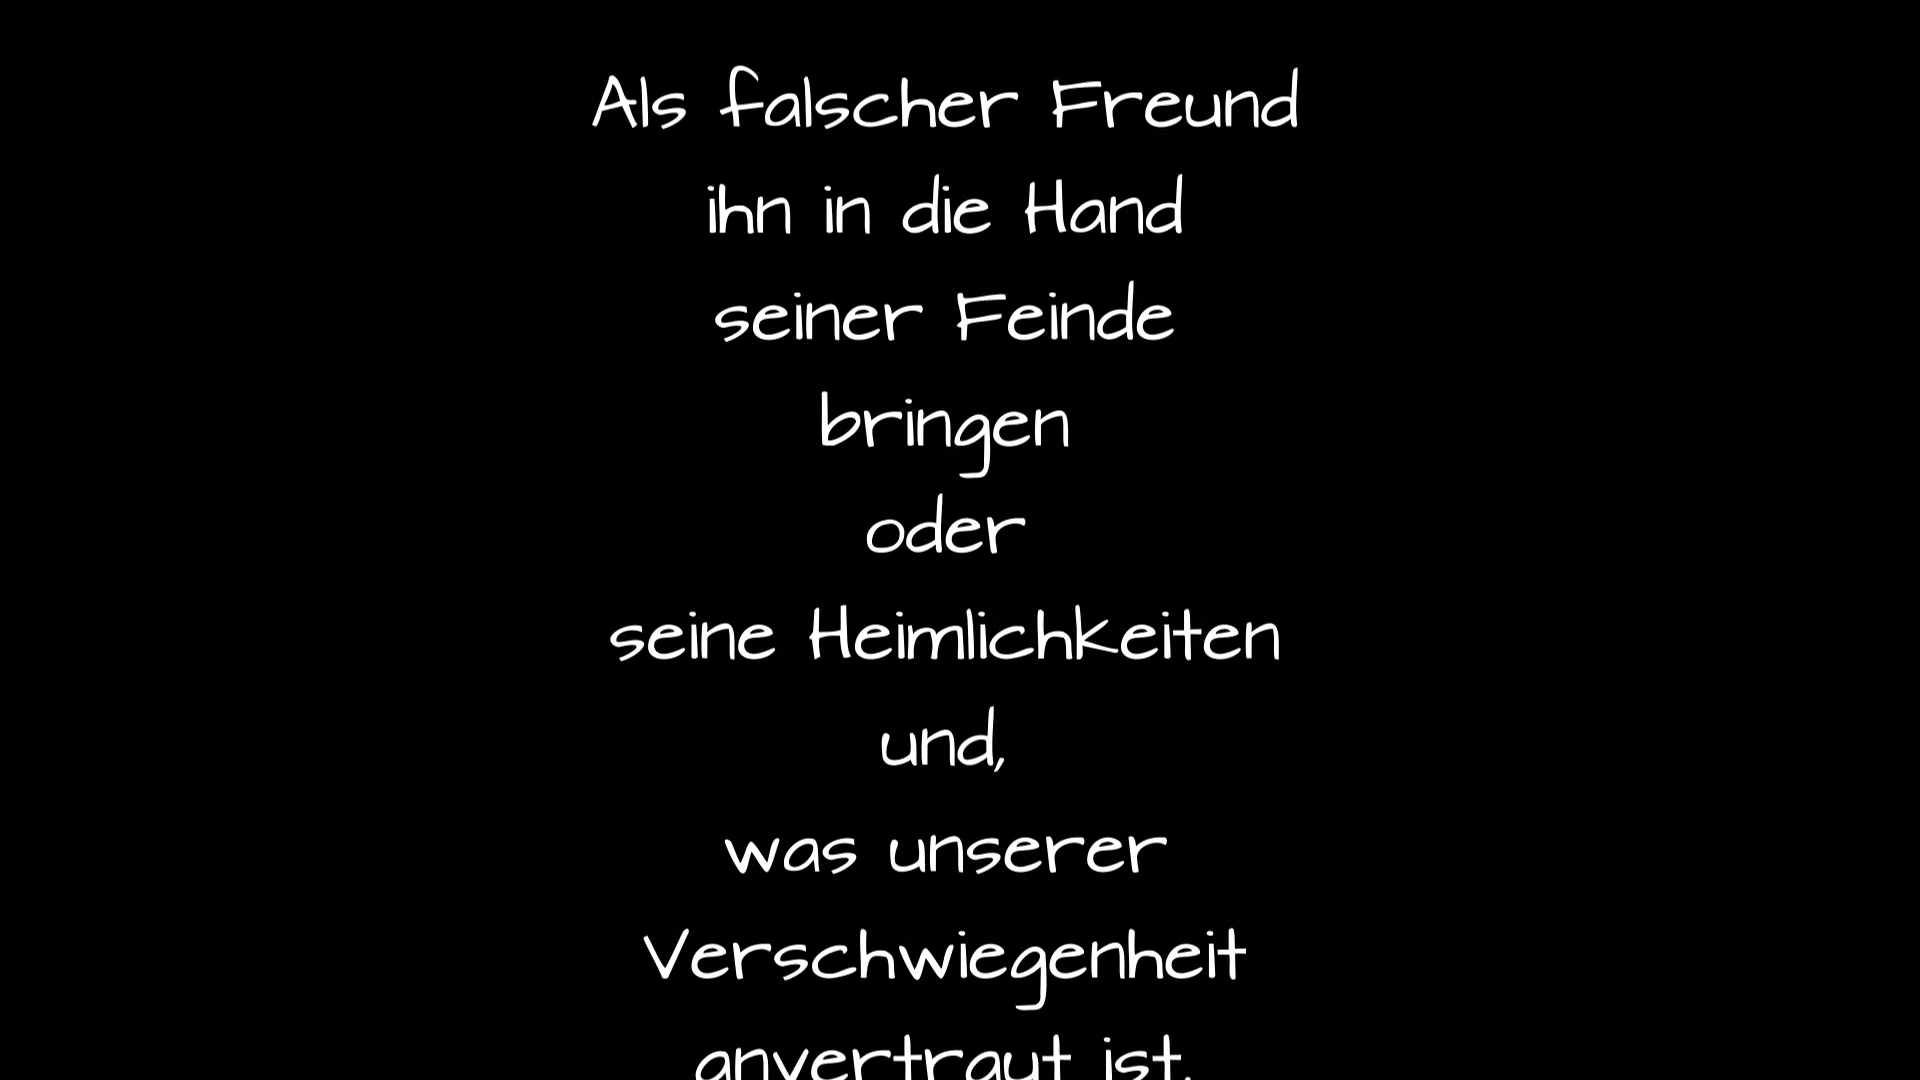 Als falscher Freund
ihn in die Hand
seiner Feinde
bringen
oder
seine Heimlichkeiten
und,
was unserer
Verschwiegenheit
anvertraut ist,